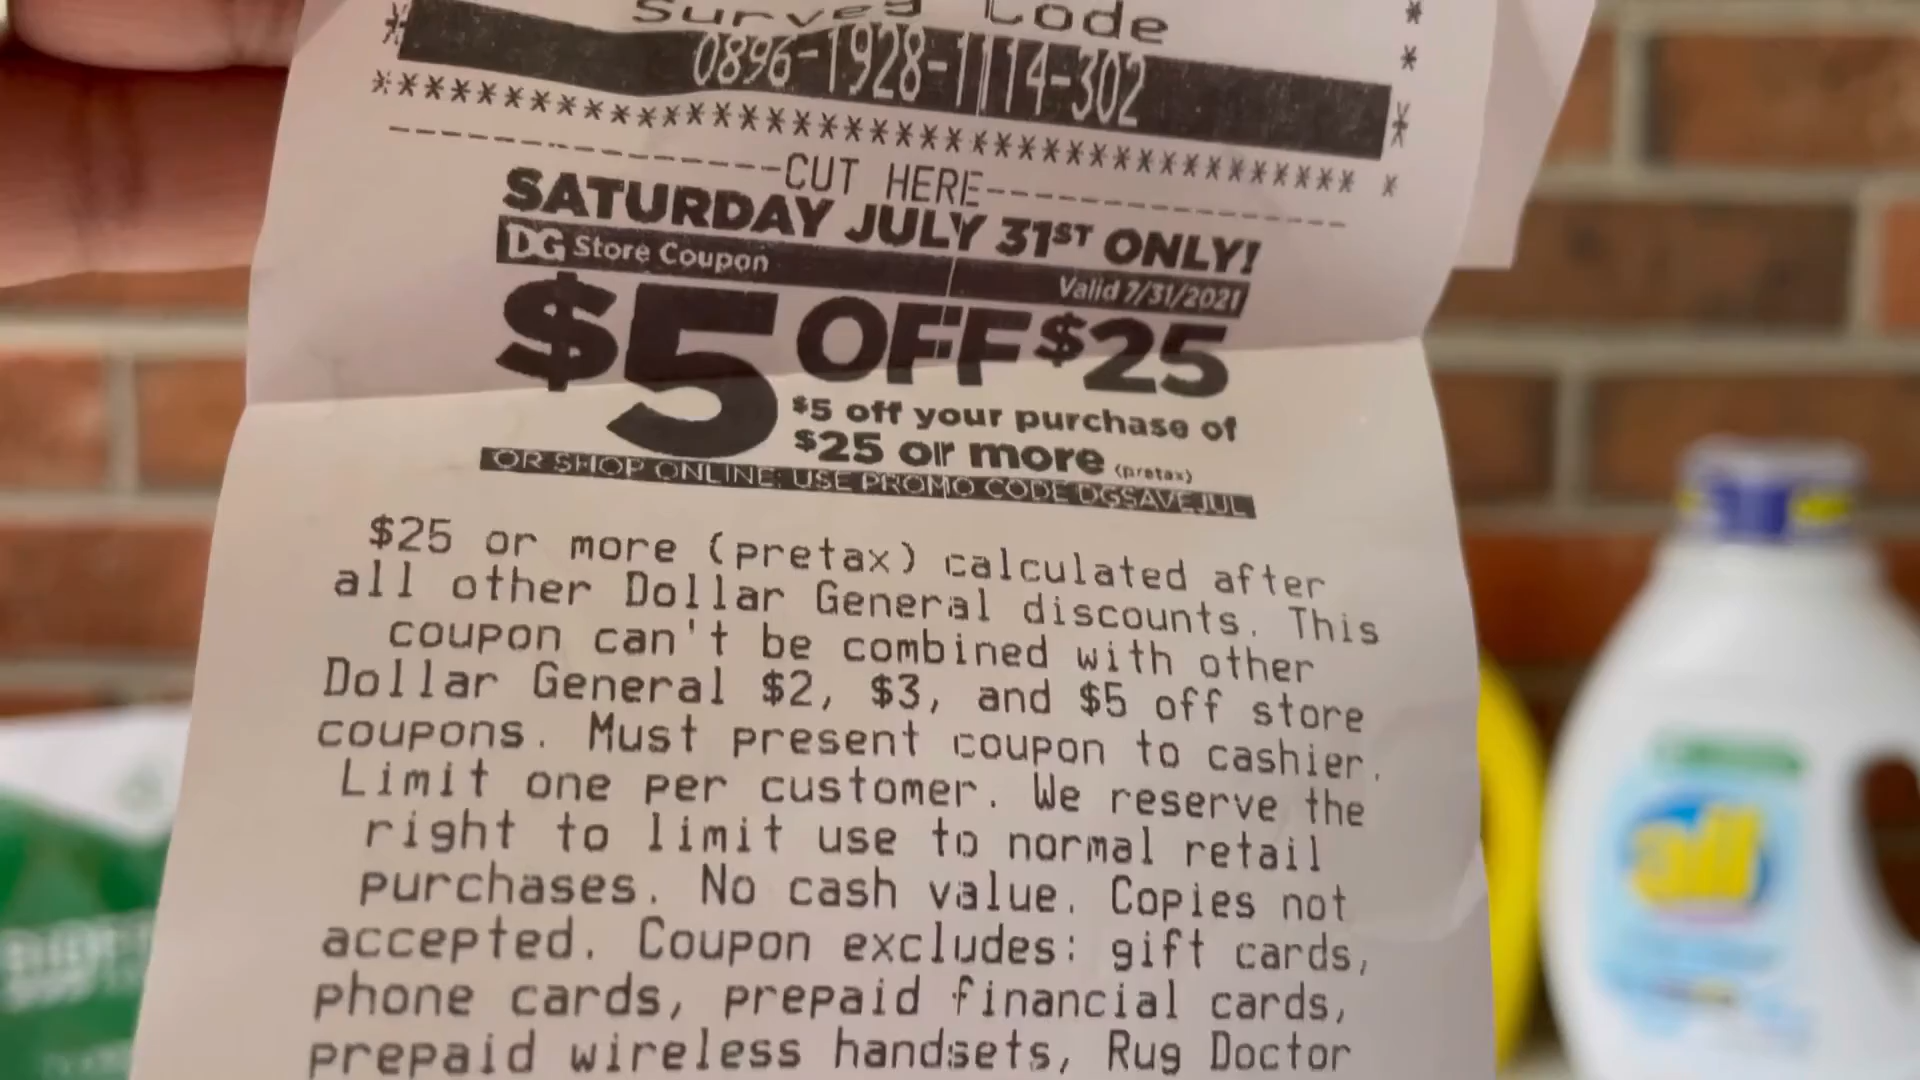 Survey Code
0896-1928-1114-302
*************************************
---------------CUT HERE---------------
SATURDAY JULY 31ST ONLY!
DG Store Coupon
Valid 7/31/2021
$5 OFF $25
$5 off your purchase of
$25 or more (pretax)
OR SHOP ONLINE: USE PROMO CODE DGSAVEJUL
$25 or more (pretax) calculated after
all other Dollar General discounts. This
coupon can't be combined with other
Dollar General $2, $3, and $5 off store
coupons. Must present coupon to cashier.
Limit one per customer. We reserve the
right to limit use to normal retail
purchases. No cash value. Copies not
accepted. Coupon excludes: gift cards,
phone cards, prepaid financial cards,
prepaid wireless handsets, Rug Doctor
all